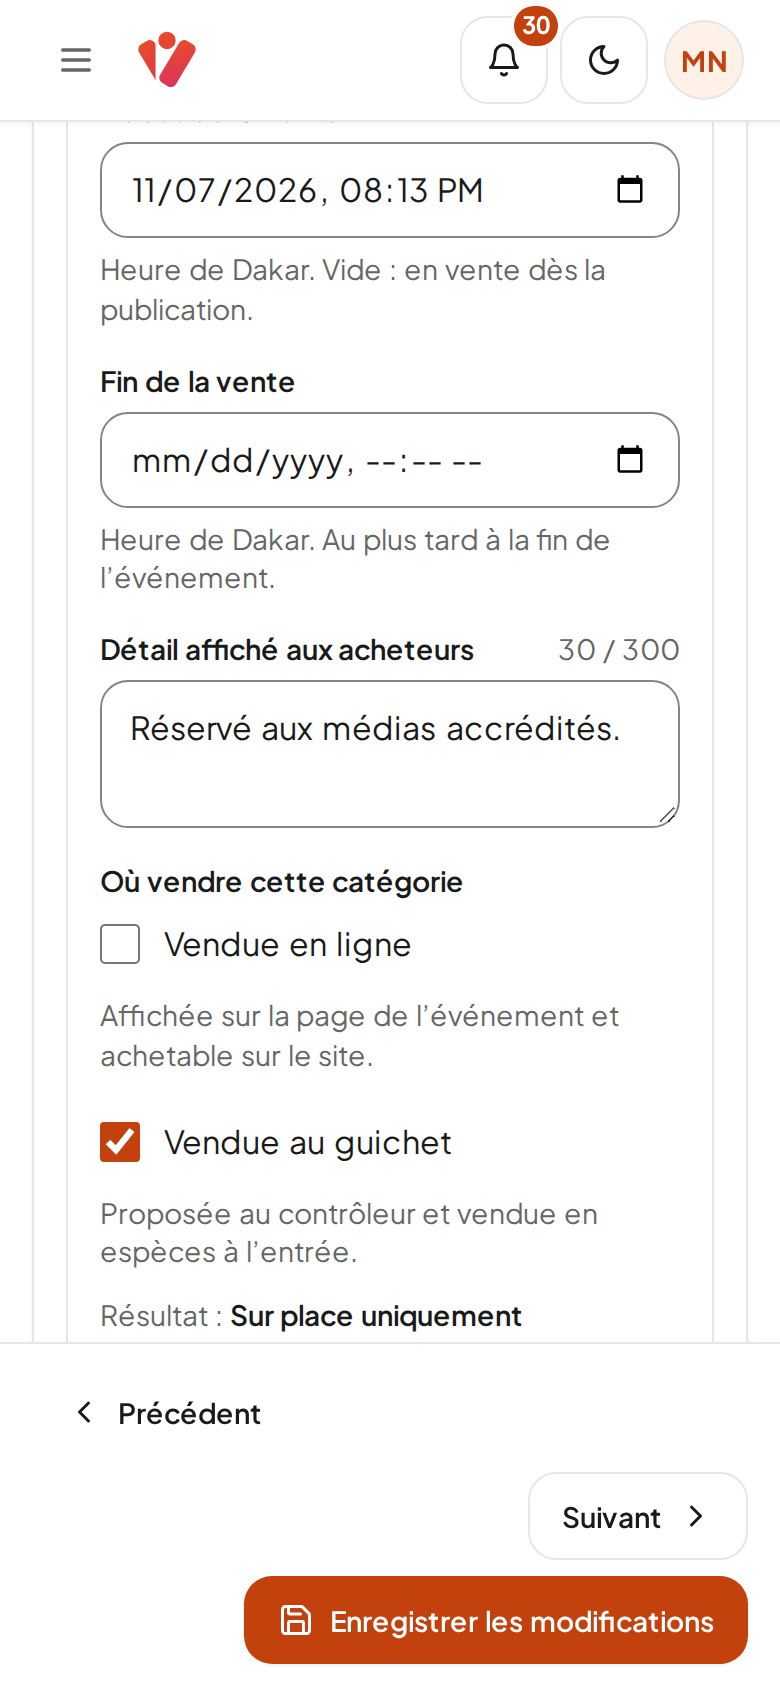 30
MN
11/07/2026, 08:13 PM
Heure de Dakar. Vide : en vente dès la
publication.
Fin de la vente
mm/dd/yyyy, --:-- --
Heure de Dakar. Au plus tard à la fin de
l’événement.
Détail affiché aux acheteurs 30 / 300
Réservé aux médias accrédités.
Où vendre cette catégorie
Vendue en ligne
Affichée sur la page de l’événement et
achetable sur le site.
Vendue au guichet
Proposée au contrôleur et vendue en
espèces à l’entrée.
Résultat : Sur place uniquement
Précédent
Suivant
Enregistrer les modifications